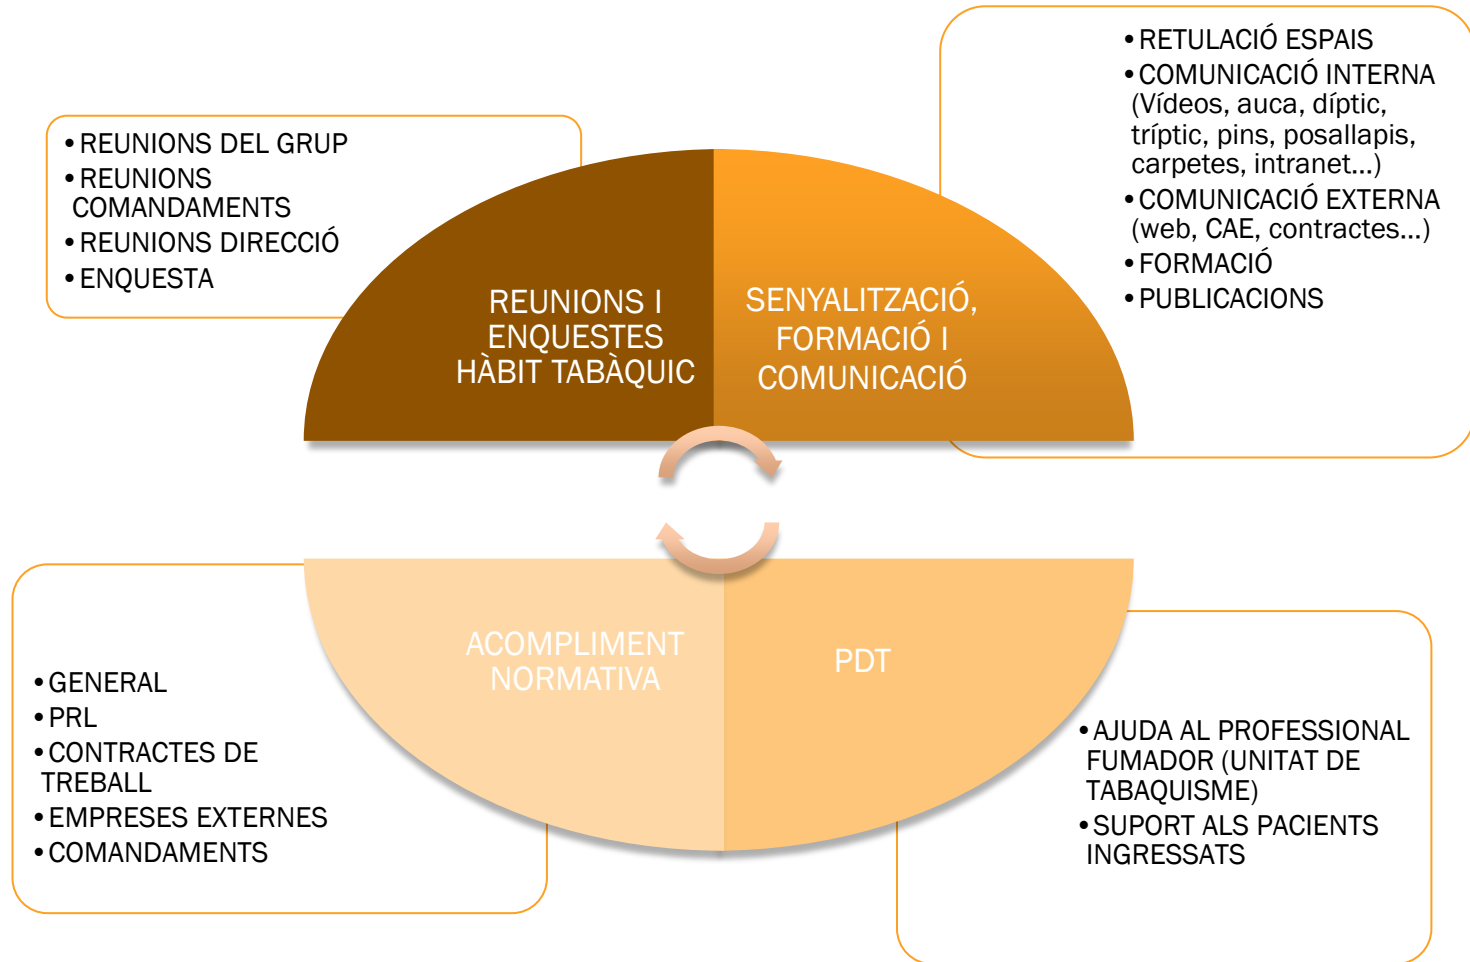 • REUNIONS DEL GRUP
• REUNIONS
COMANDAMENTS
• REUNIONS DIRECCIÓ
• ENQUESTA
REUNIONS I
ENQUESTES
HÀBIT TABÀQUIC
SENYALITZACIÓ,
FORMACIÓ I
COMUNICACIÓ
• RETULACIÓ ESPAIS
• COMUNICACIÓ INTERNA
(Vídeos, auca, díptic,
tríptic, pins, posallapis,
carpetes, intranet...)
• COMUNICACIÓ EXTERNA
(web, CAE, contractes...)
• FORMACIÓ
• PUBLICACIONS
• GENERAL
• PRL
• CONTRACTES DE
TREBALL
• EMPRESES EXTERNES
• COMANDAMENTS
ACOMPLIMENT
NORMATIVA
PDT
• AJUDA AL PROFESSIONAL
FUMADOR (UNITAT DE
TABAQUISME)
• SUPORT ALS PACIENTS
INGRESSATS